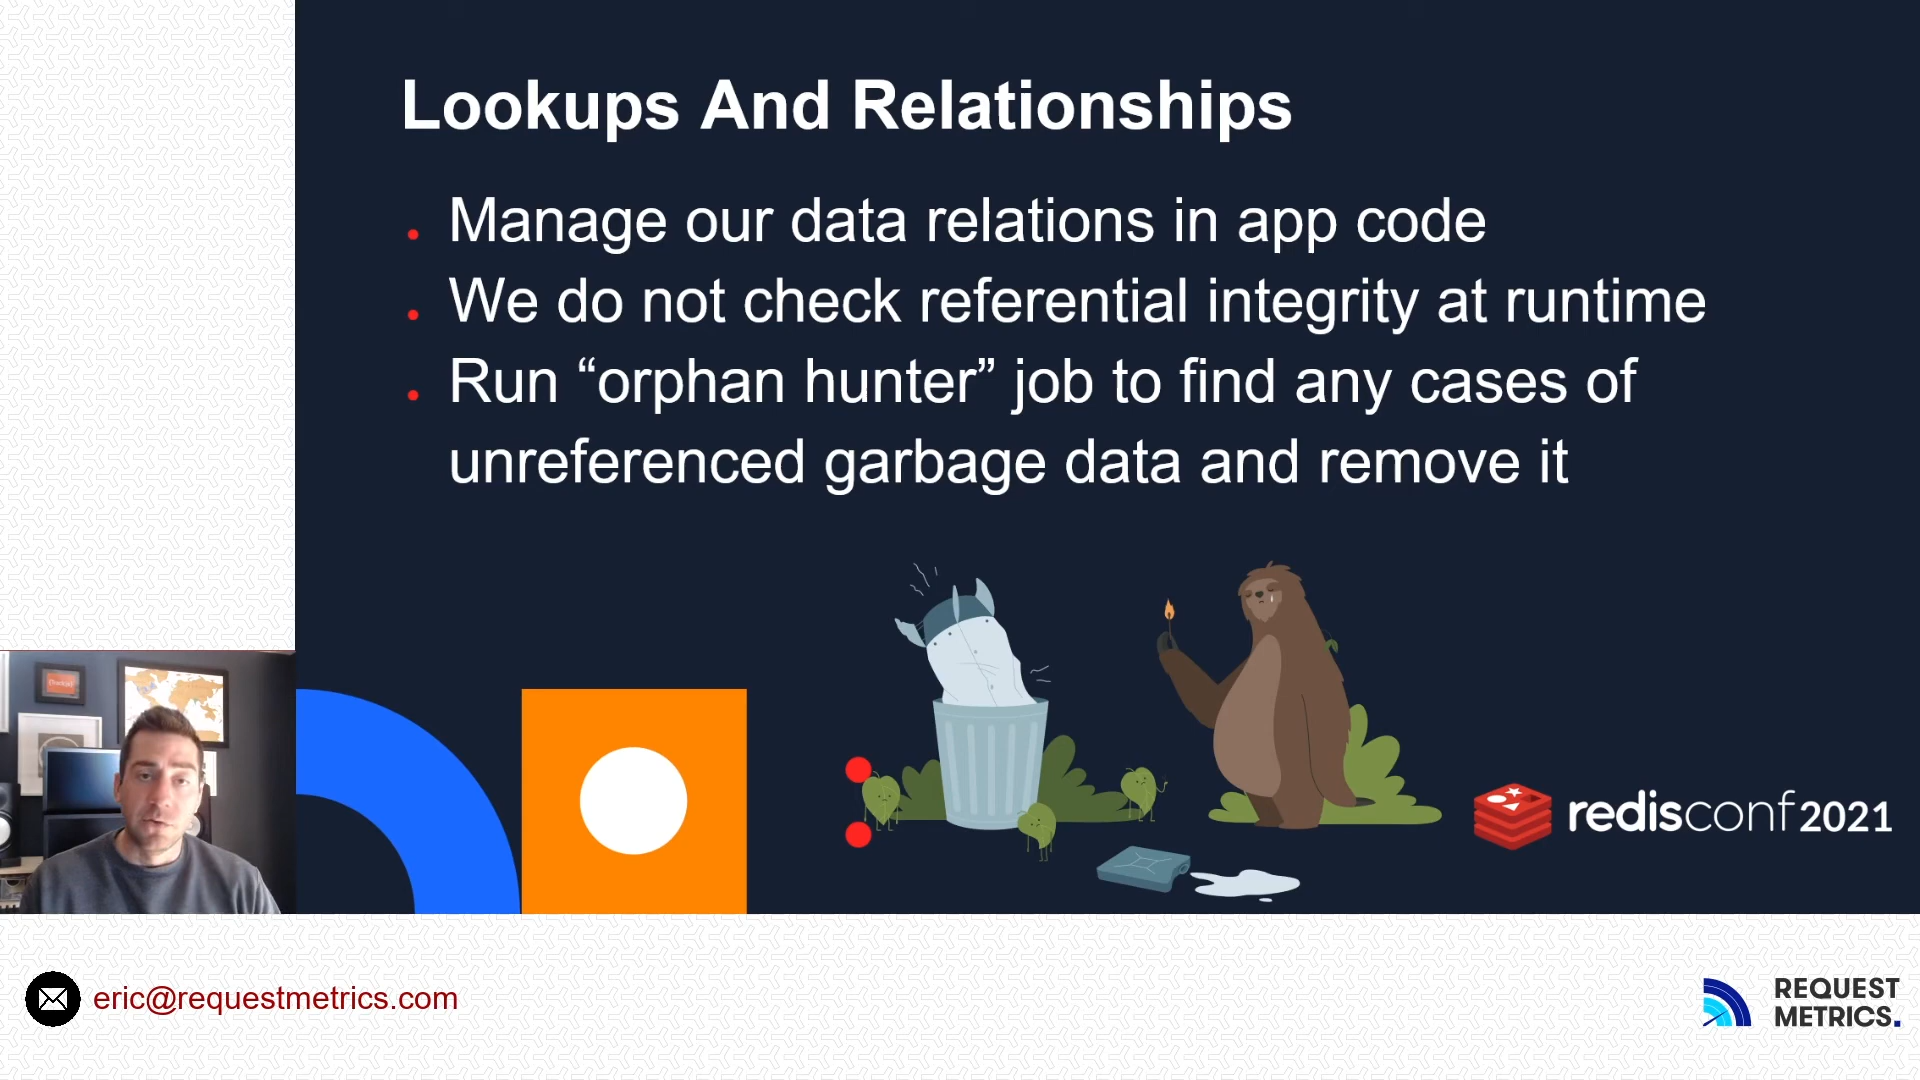 Lookups And Relationships
Manage our data relations in app code
We do not check referential integrity at runtime
Run “orphan hunter” job to find any cases of
unreferenced garbage data and remove it
redisconf2021
eric@requestmetrics.com
REQUEST
METRICS.